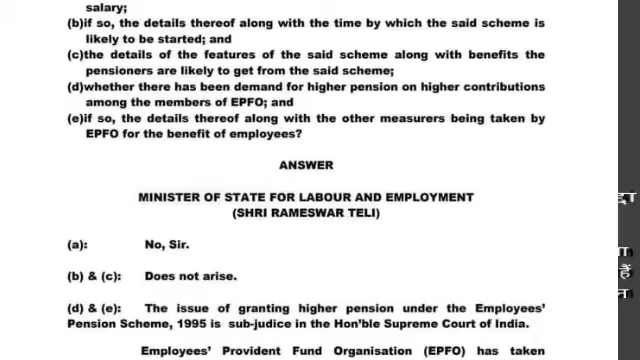 salary;
(b)if so, the details thereof along with the time by which the said scheme is
likely to be started; and
(c)the details of the features of the said scheme along with benefits the
pensioners are likely to get from the said scheme;
(d)whether there has been demand for higher pension on higher contributions
among the members of EPFO; and
(e)if so, the details thereof along with the other measurers being taken by
EPFO for the benefit of employees?
ANSWER
MINISTER OF STATE FOR LABOUR AND EMPLOYMENT
(SHRI RAMESWAR TELI)
(a): No, Sir.
(b) & (c): Does not arise.
(d) & (e): The issue of granting higher pension under the Employees'
Pension Scheme, 1995 is sub-judice in the Hon'ble Supreme Court of India.
Employees' Provident Fund Organisation (EPFO) has taken